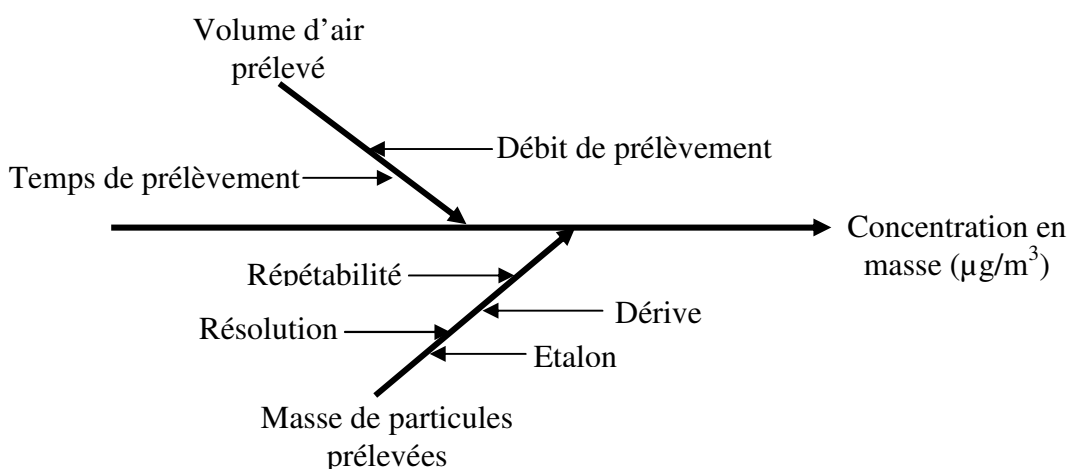 Volume d’air
prélevé
Débit de prélèvement
Temps de prélèvement
Concentration en
masse (µg/m³)
Répétabilité
Dérive
Résolution
Etalon
Masse de particules
prélevées